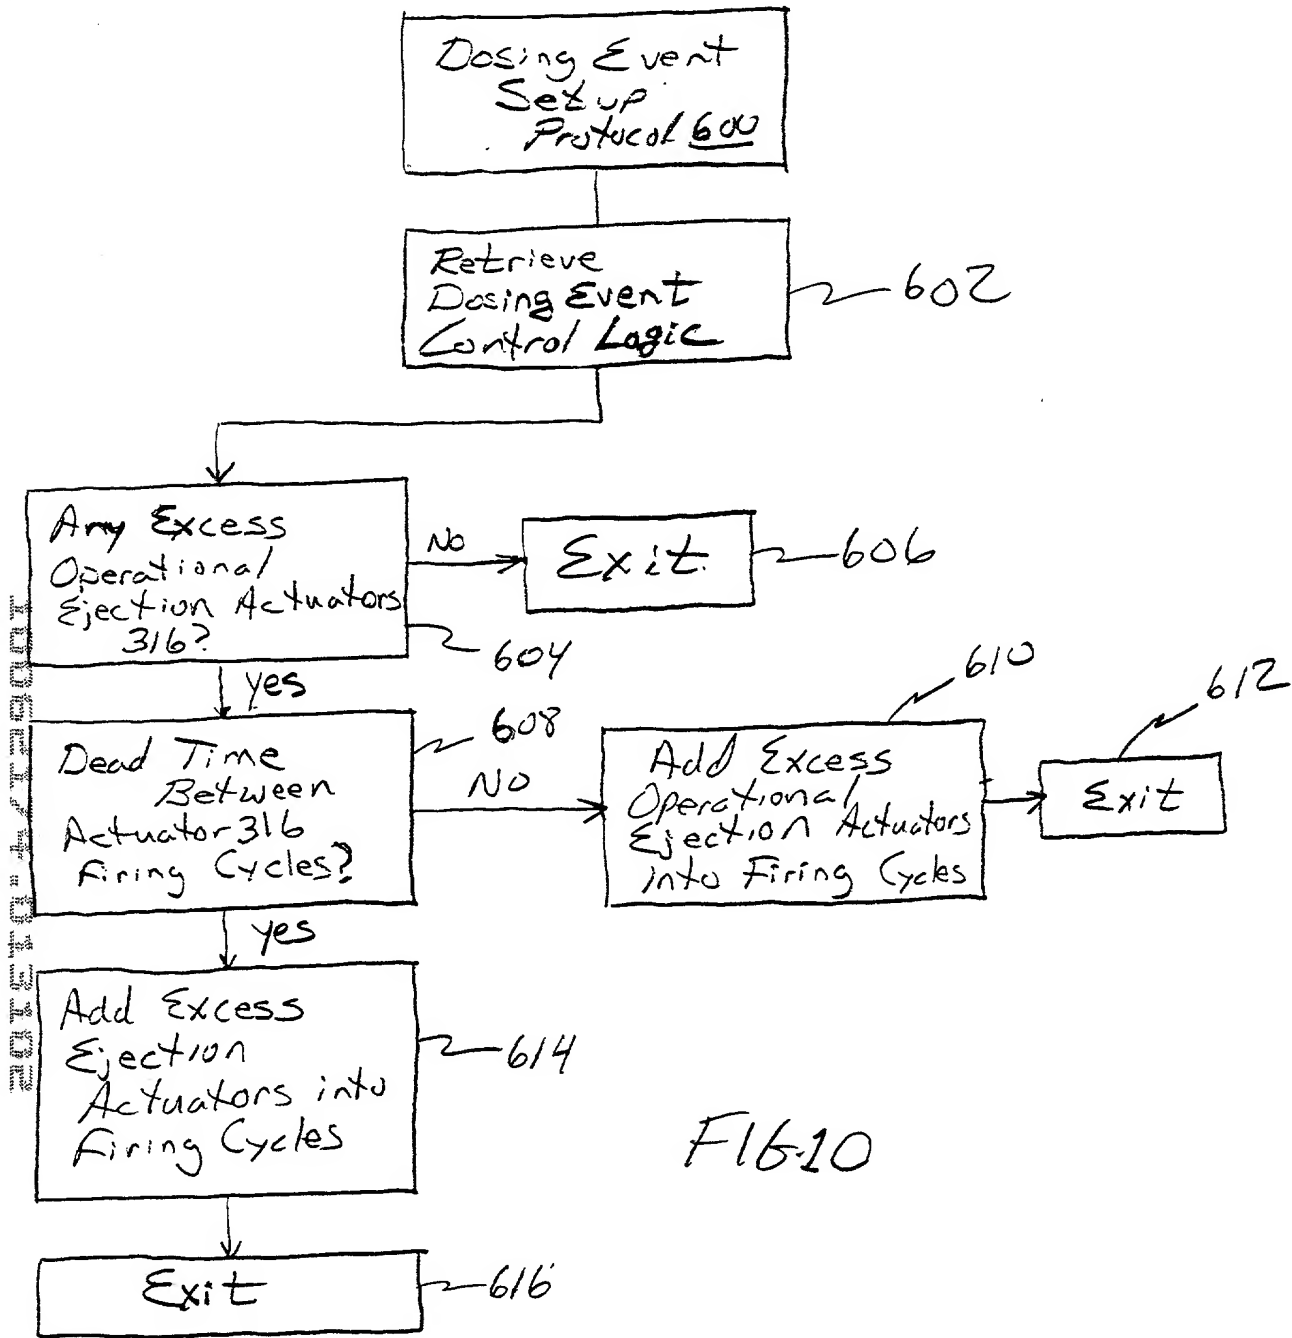 Dosing Event
Setup
Protocol 600
Retrieve
Dosing Event
Control Logic
602
Any Excess
Operational
Ejection Actuators
316?
No
Exit
606
604
yes
Dead Time
Between
Actuator 316
Firing Cycles?
608
NO
610
Add Excess
Operational
Ejection Actuators
into Firing Cycles
612
Exit
yes
Add Excess
Ejection
Actuators into
Firing Cycles
614
FIG.10
Exit
616